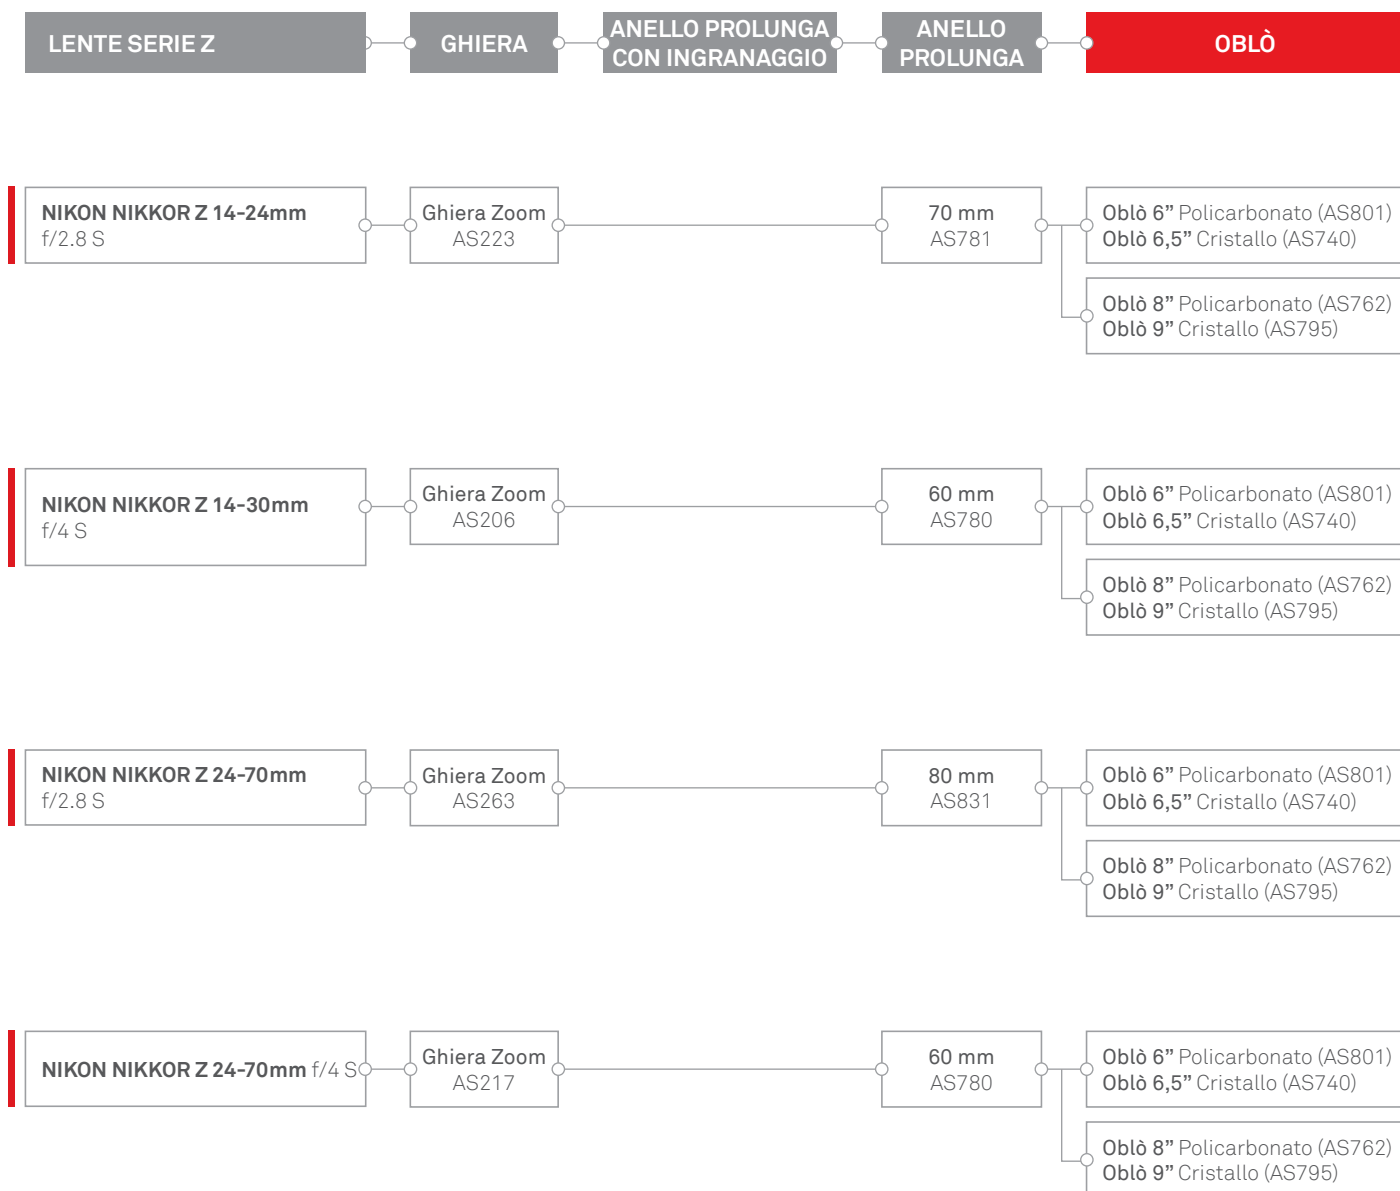 LENTE SERIE Z
GHIERA
ANELLO PROLUNGA
CON INGRANAGGIO
ANELLO
PROLUNGA
OBLÒ
NIKON NIKKOR Z 14-24mm
f/2.8 S
Ghiera Zoom
AS223
70 mm
AS781
Oblò 6” Policarbonato (AS801)
Oblò 6,5” Cristallo (AS740)
Oblò 8” Policarbonato (AS762)
Oblò 9” Cristallo (AS795)
NIKON NIKKOR Z 14-30mm
f/4 S
Ghiera Zoom
AS206
60 mm
AS780
Oblò 6” Policarbonato (AS801)
Oblò 6,5” Cristallo (AS740)
Oblò 8” Policarbonato (AS762)
Oblò 9” Cristallo (AS795)
NIKON NIKKOR Z 24-70mm
f/2.8 S
Ghiera Zoom
AS263
80 mm
AS831
Oblò 6” Policarbonato (AS801)
Oblò 6,5” Cristallo (AS740)
Oblò 8” Policarbonato (AS762)
Oblò 9” Cristallo (AS795)
NIKON NIKKOR Z 24-70mm f/4 S
Ghiera Zoom
AS217
60 mm
AS780
Oblò 6” Policarbonato (AS801)
Oblò 6,5” Cristallo (AS740)
Oblò 8” Policarbonato (AS762)
Oblò 9” Cristallo (AS795)